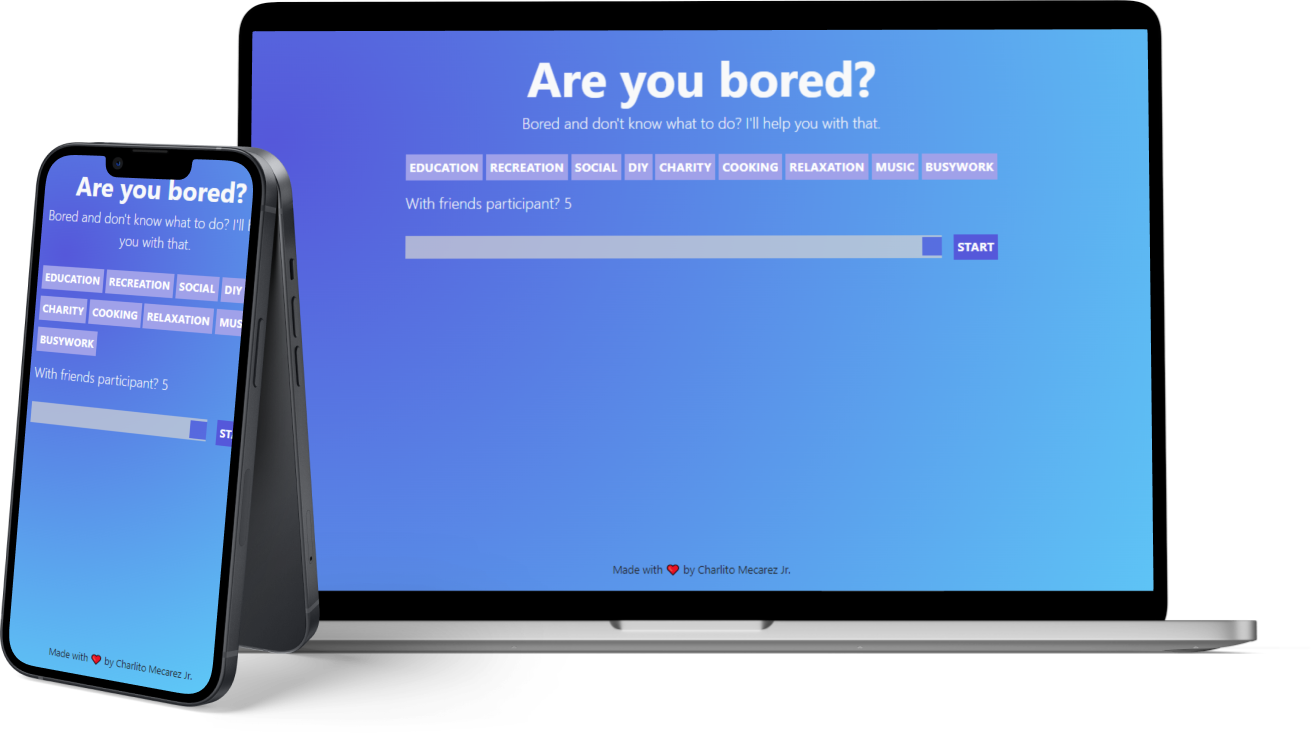 Are you bored?
Bored and don't know what to do? I'll help you with that.
EDUCATION RECREATION SOCIAL DIY CHARITY COOKING RELAXATION MUSIC BUSYWORK
With friends participant? 5
START
Made with ❤️ by Charlito Mecarez Jr.
Are you bored?
Bored and don't know what to do? I'll
you with that.
EDUCATION RECREATION SOCIAL DIY
CHARITY COOKING RELAXATION MUS
BUSYWORK
With friends participant? 5
STA
Made with ❤️ by Charlito Mecarez Jr.